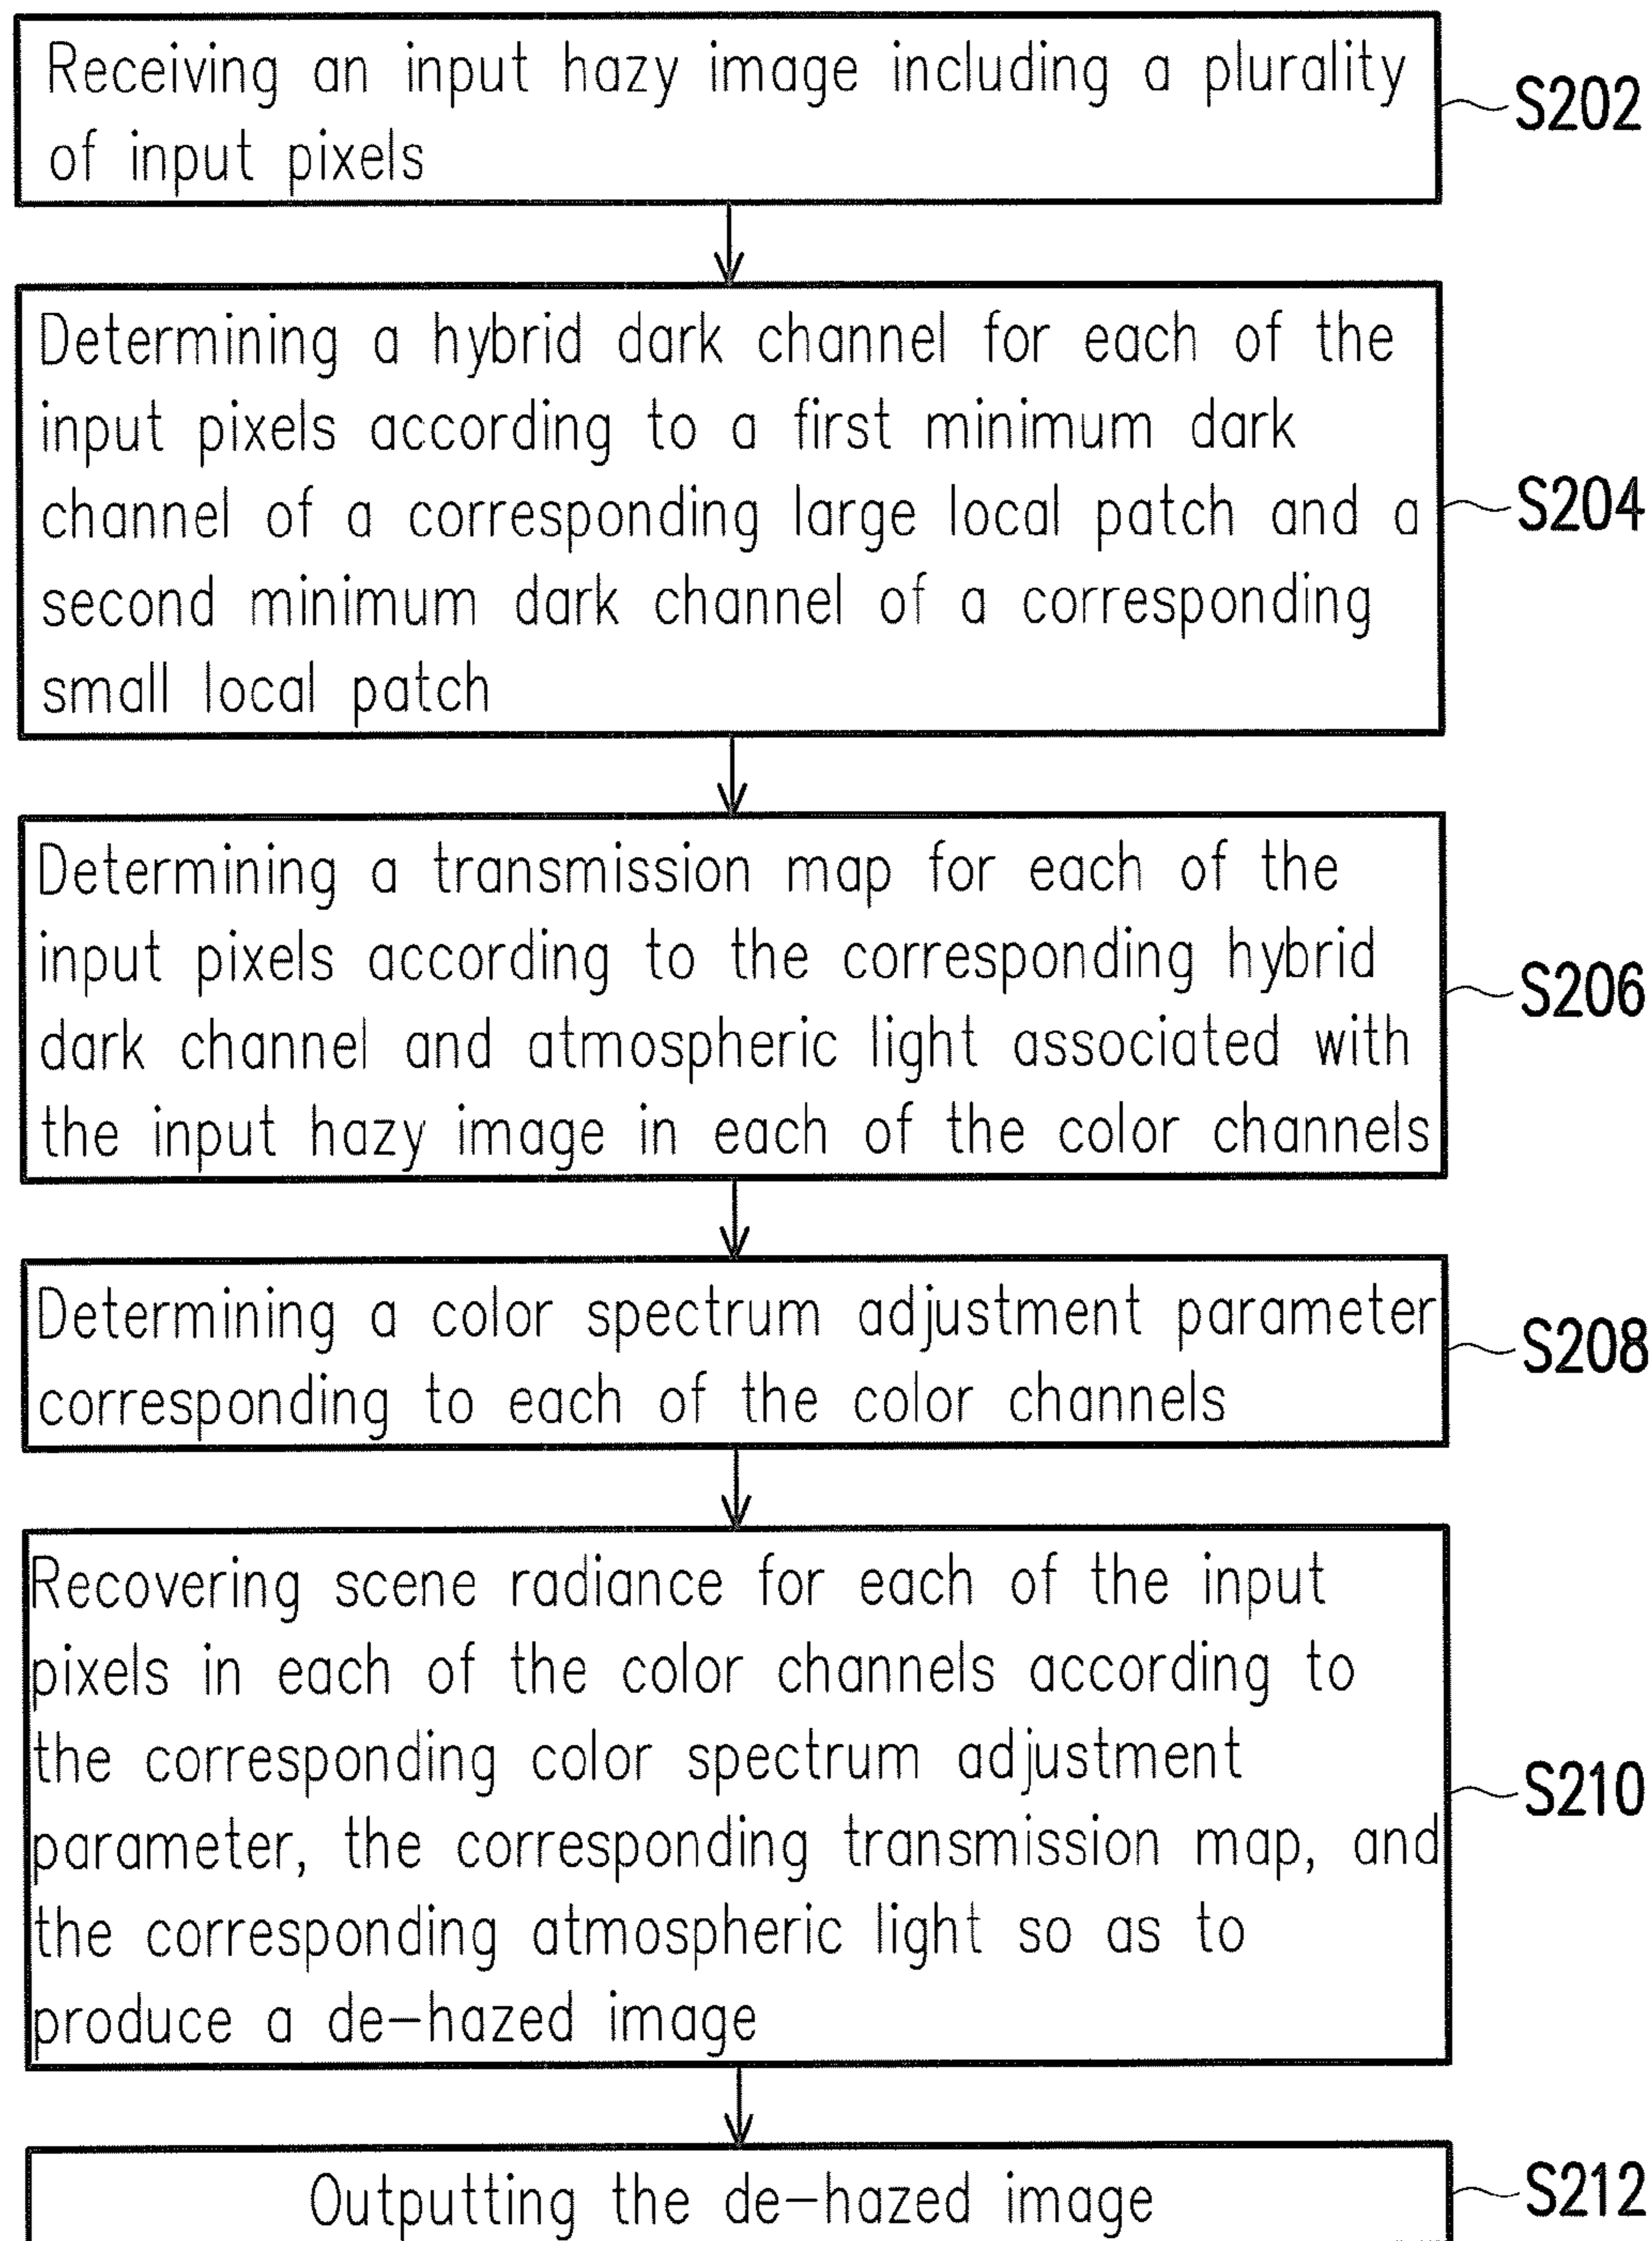 Receiving an input hazy image including a plurality
of input pixels
S202
Determining a hybrid dark channel for each of the
input pixels according to a first minimum dark
channel of a corresponding large local patch and a
second minimum dark channel of a corresponding
small local patch
S204
Determining a transmission map for each of the
input pixels according to the corresponding hybrid
dark channel and atmospheric light associated with
the input hazy image in each of the color channels
S206
Determining a color spectrum adjustment parameter
corresponding to each of the color channels
S208
Recovering scene radiance for each of the input
pixels in each of the color channels according to
the corresponding color spectrum adjustment
parameter, the corresponding transmission map, and
the corresponding atmospheric light so as to
produce a de-hazed image
S210
Outputting the de-hazed image
S212